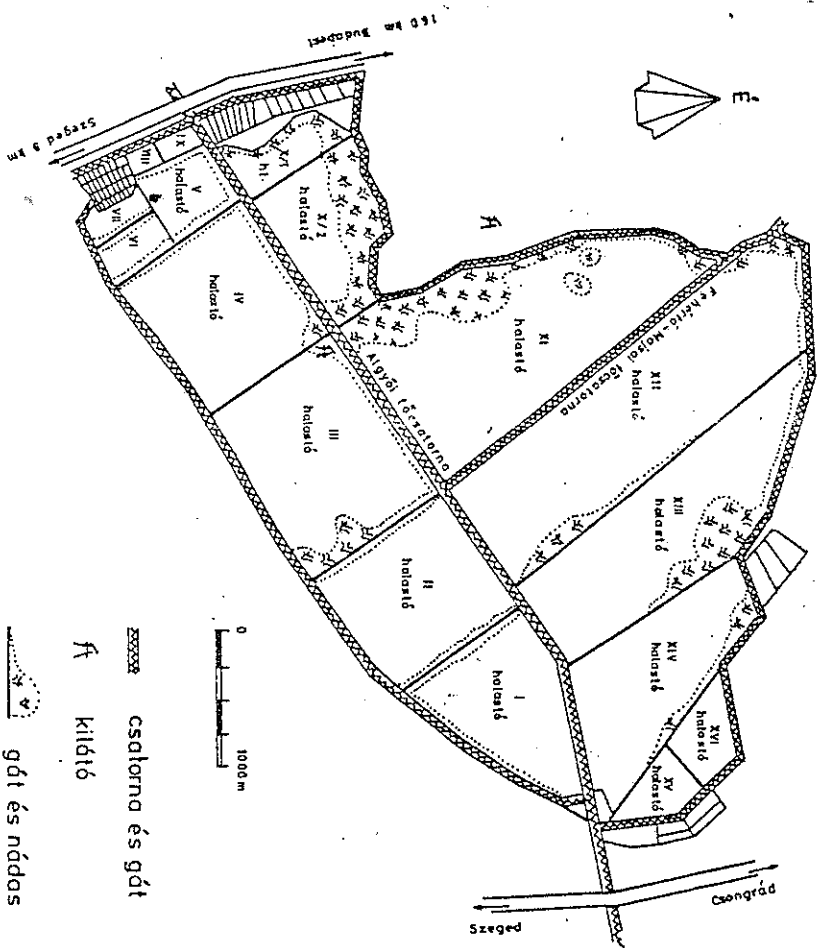 160 km Budapest
Szeged 9 km
É.
IX
VIII
V
halastó
VII
VI
X/1
ht.
X/2
halastó
IV
halastó
XI
halastó
Fehértó-Majsai főcsatorna
XII
halastó
Algyői főcsatorna
III
halastó
XIII
halastó
II
halastó
I
halastó
XIV
halastó
XVI
halastó
XV
halastó
Csongrád
Szeged
0
1000 m
csatorna és gát
kilátó
gát és nádas